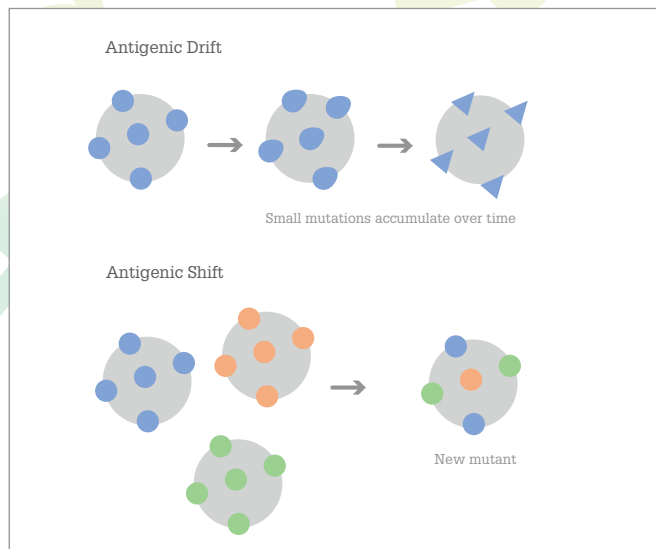 Antigenic Drift
Small mutations accumulate over time
Antigenic Shift
New mutant